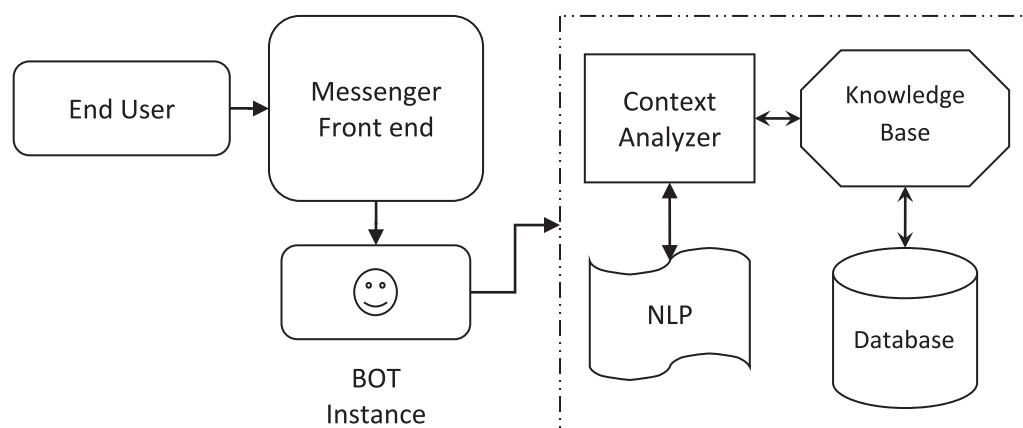 End User
Messenger
Front end
BOT
Instance
Context
Analyzer
Knowledge
Base
NLP
Database